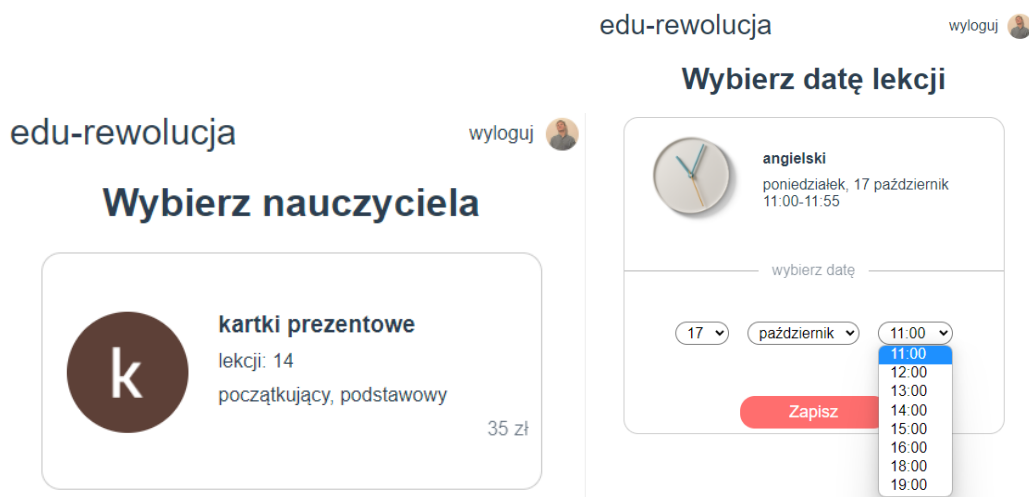 edu-rewolucja
wyloguj
Wybierz nauczyciela
k
kartki prezentowe
lekcji: 14
początkujący, podstawowy
35 zł
edu-rewolucja
wyloguj
Wybierz datę lekcji
angielski
poniedziałek, 17 październik
11:00-11:55
wybierz datę
17
październik
11:00
11:00
12:00
13:00
14:00
15:00
16:00
18:00
19:00
Zapisz